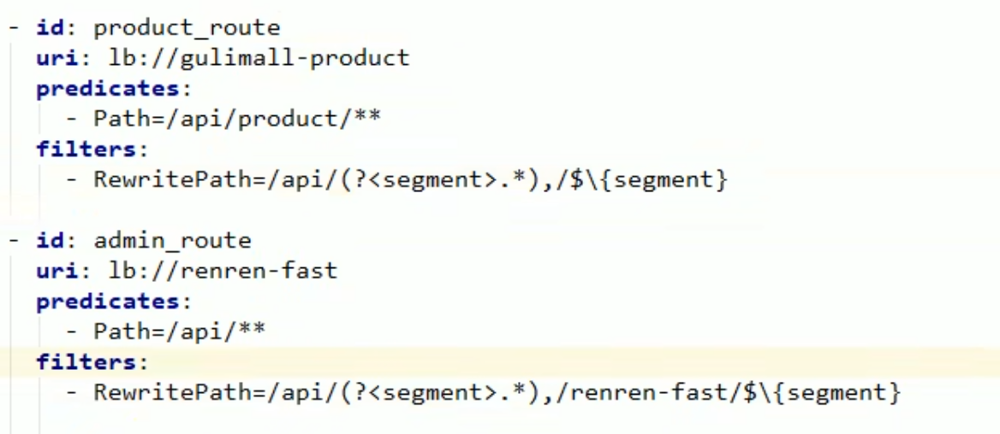 - id: product_route
  uri: lb://gulimall-product
  predicates:
    - Path=/api/product/**
  filters:
    - RewritePath=/api/(?<segment>.*),/$\{segment}
- id: admin_route
  uri: lb://renren-fast
  predicates:
    - Path=/api/**
  filters:
    - RewritePath=/api/(?<segment>.*),/renren-fast/$\{segment}